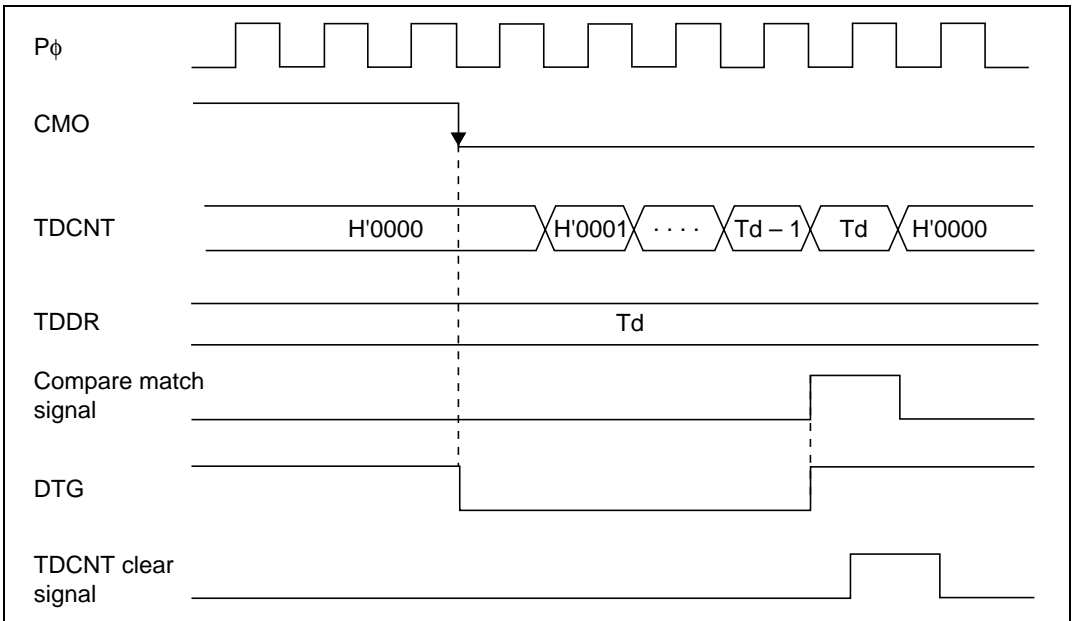 Pϕ
CMO
TDCNT
H'0000 H'0001 · · · · Td – 1 Td H'0000
TDDR
Td
Compare match
signal
DTG
TDCNT clear
signal